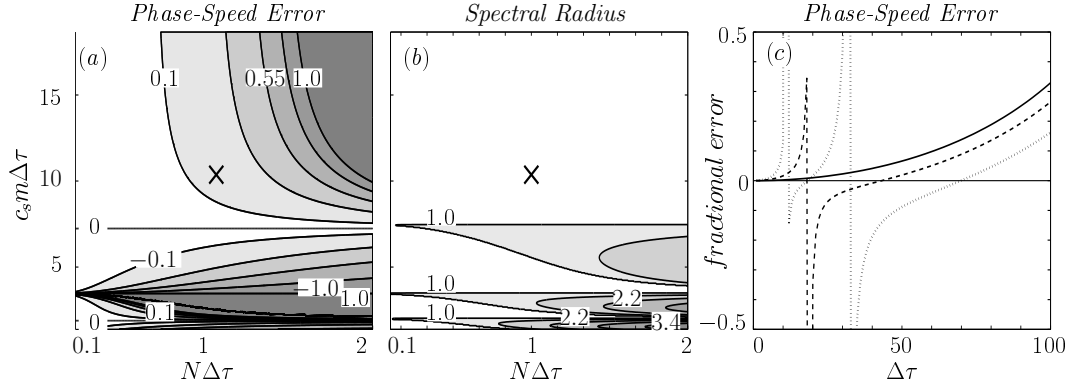 Phase-Speed Error
Spectral Radius
Phase-Speed Error
(a)
0.1
0.55
1.0
15
10
5
c_s mΔτ
0
−0.1
−1.0
1.0
0.1
0
0.1
1
2
NΔτ
(b)
1.0
1.0
1.0
2.2
2.2
3.4
0.1
1
2
NΔτ
(c)
0.5
0
−0.5
fractional error
0
50
100
Δτ